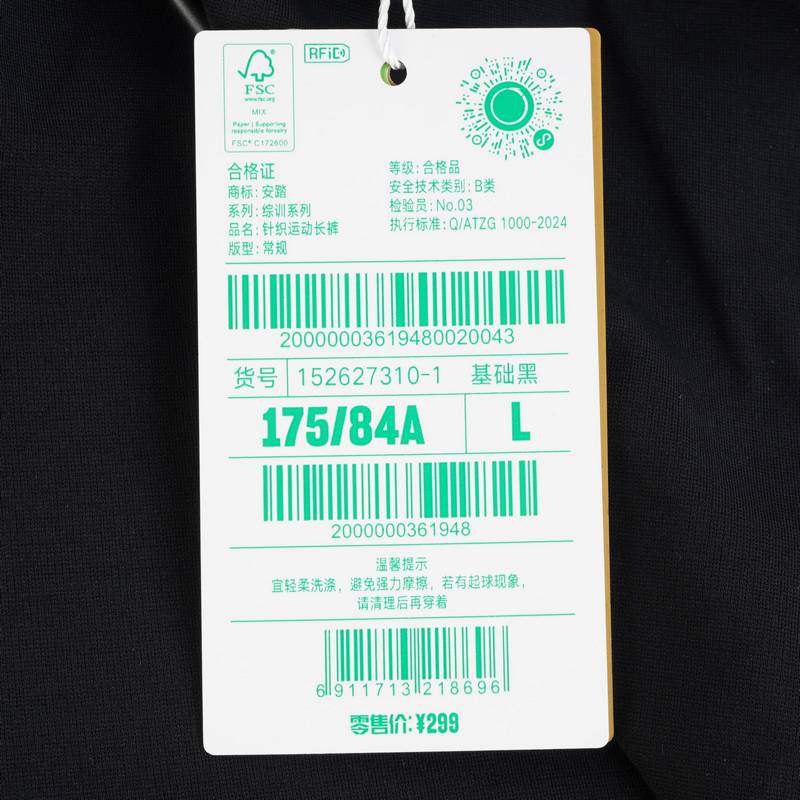 RFiD
FSC
www.fsc.org
MIX
Paper | Supporting
responsible forestry
FSC® C172600
合格证
商标: 安踏
系列: 综训系列
品名: 针织运动长裤
版型: 常规
等级: 合格品
安全技术类别: B类
检验员: No.03
执行标准: Q/ATZG 1000-2024
20000003619480020043
货号 152627310-1 基础黑
175/84A L
2000000361948
温馨提示
宜轻柔洗涤，避免强力摩擦，若有起球现象，
请清理后再穿着
6 911713 218696
零售价: ¥299